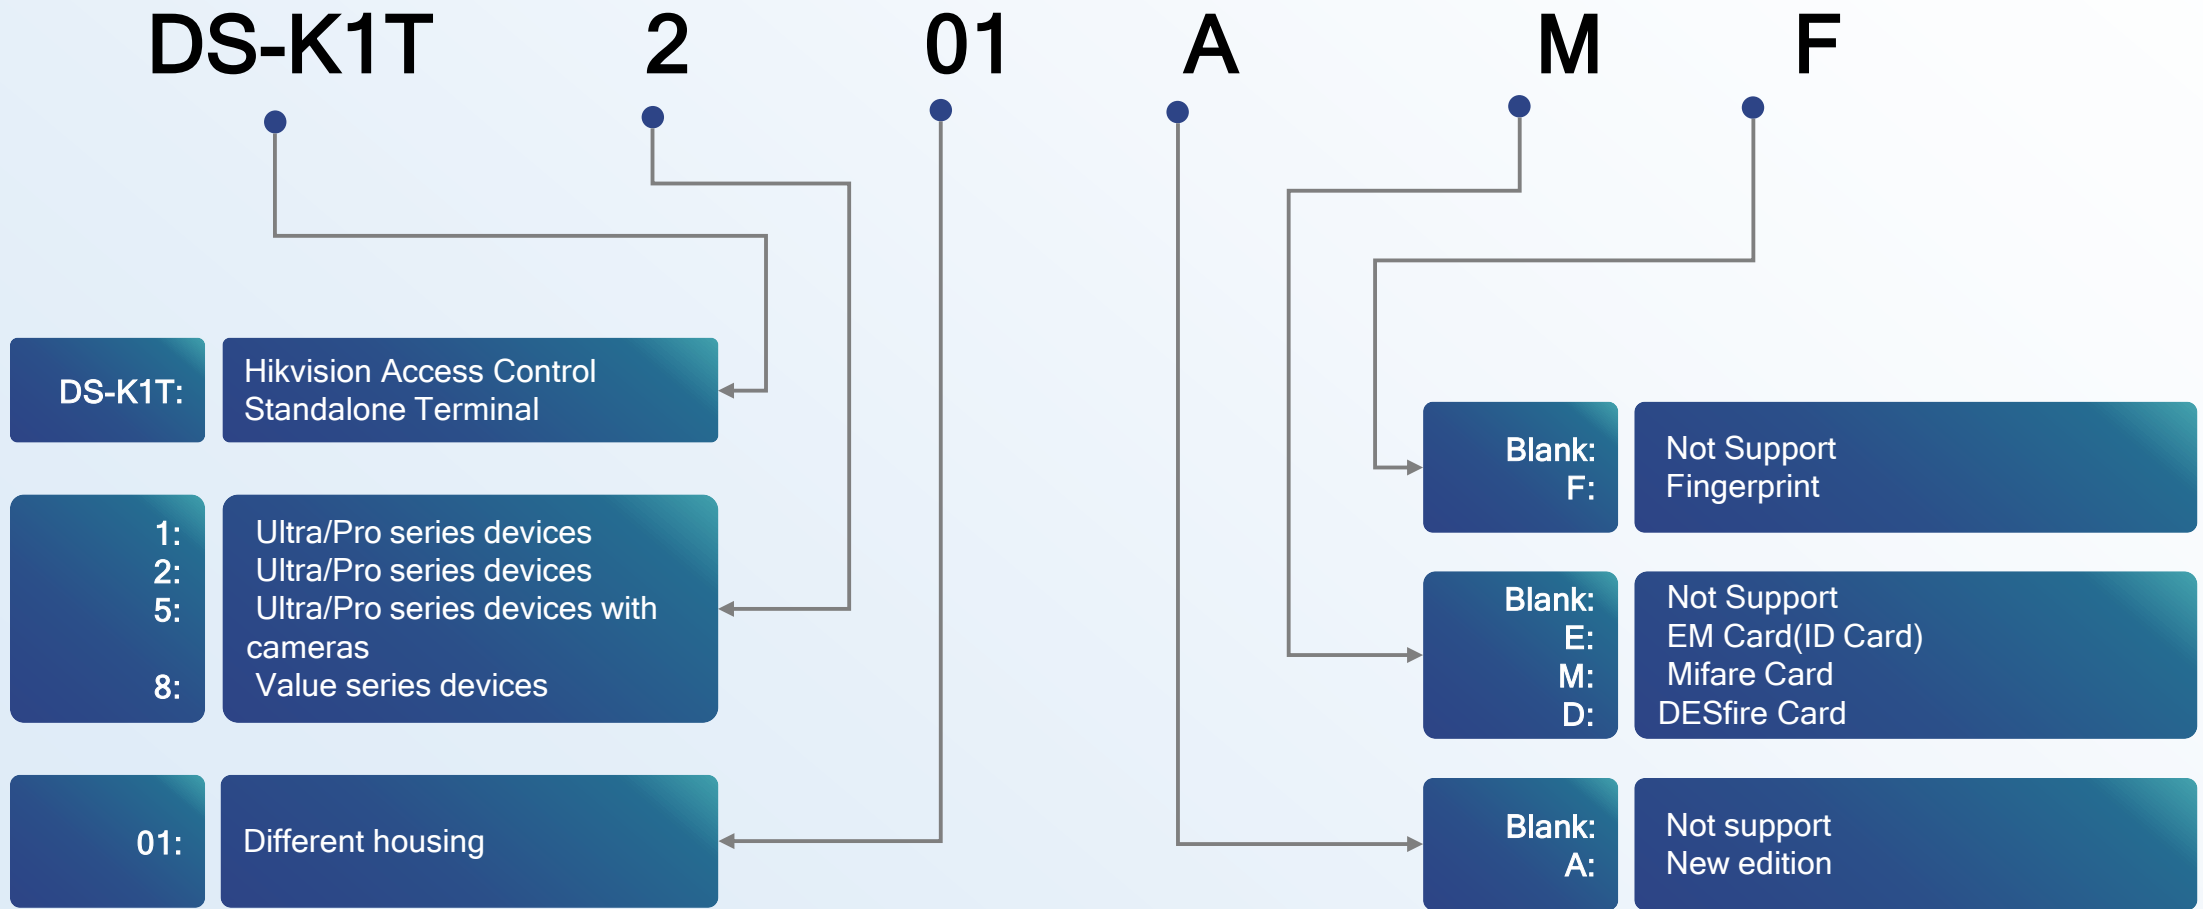 DS-K1T 2 01 A M F
DS-K1T:
Hikvision Access Control
Standalone Terminal
1: Ultra/Pro series devices
2: Ultra/Pro series devices
5: Ultra/Pro series devices with
cameras
8: Value series devices
01: Different housing
Blank: Not Support
F: Fingerprint
Blank: Not Support
E: EM Card(ID Card)
M: Mifare Card
D: DESfire Card
Blank: Not support
A: New edition